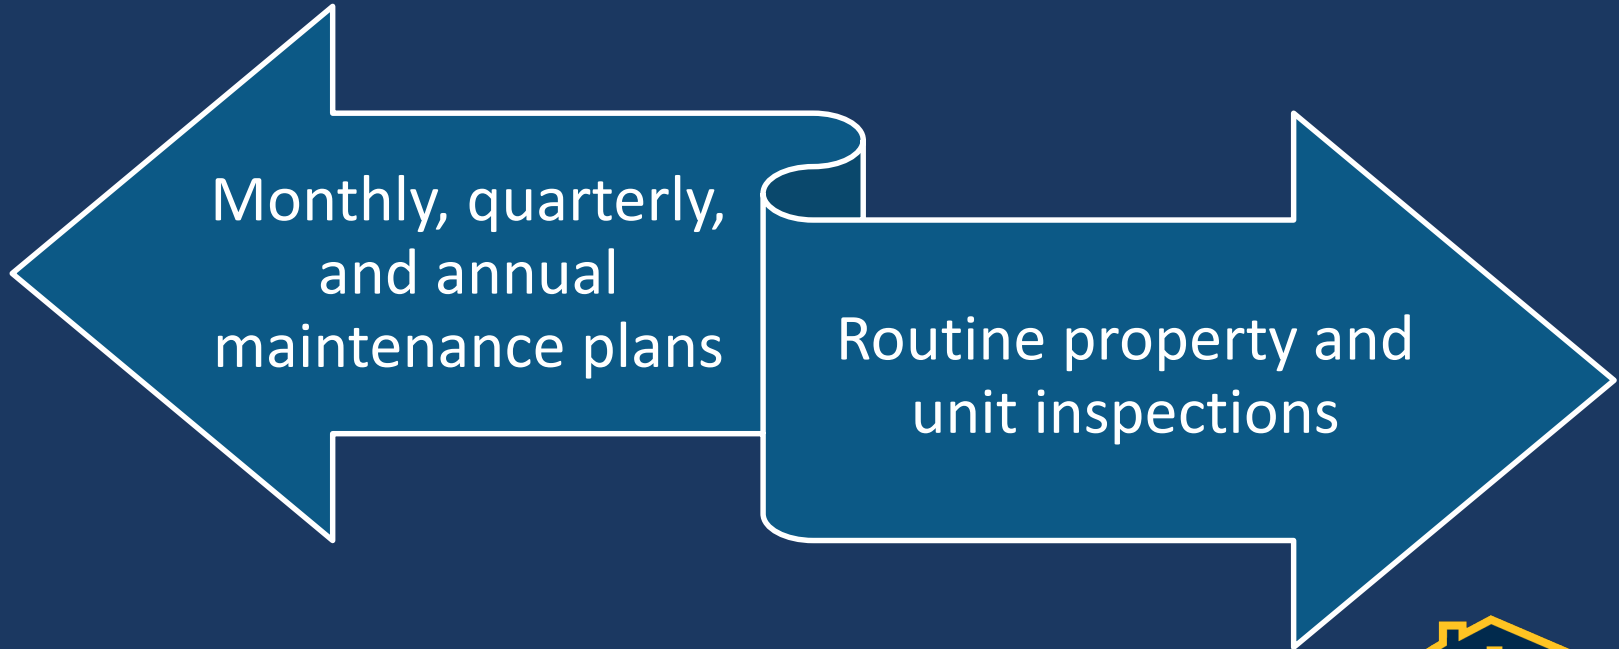 Monthly, quarterly,
and annual
maintenance plans
Routine property and
unit inspections